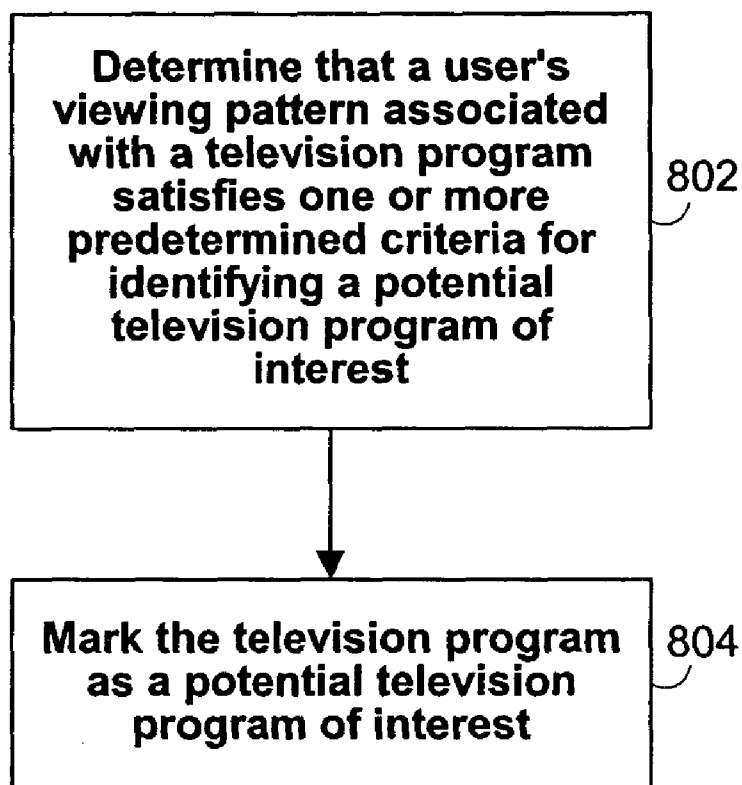 Determine that a user's
viewing pattern associated
with a television program
satisfies one or more
predetermined criteria for
identifying a potential
television program of
interest
802
Mark the television program
as a potential television
program of interest
804